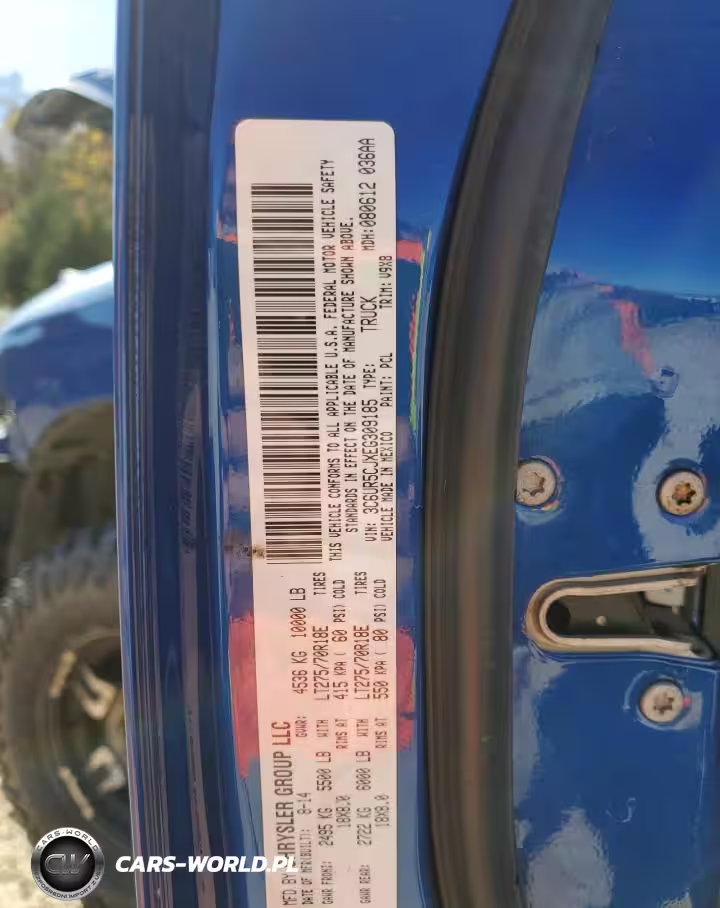 MFD BY CHRYSLER GROUP LLC
DATE OF MFR(BUILT): 8-14 GVWR: 4536 KG 10000 LB
GAWR FRONT: 2495 KG 5500 LB WITH LT275/70R18E TIRES
18X8.0 RIMS AT 415 KPA ( 60 PSI) COLD
GAWR REAR: 2722 KG 6000 LB WITH LT275/70R18E TIRES
18X8.0 RIMS AT 550 KPA ( 80 PSI) COLD
THIS VEHICLE CONFORMS TO ALL APPLICABLE U.S.A. FEDERAL MOTOR VEHICLE SAFETY
STANDARDS IN EFFECT ON THE DATE OF MANUFACTURE SHOWN ABOVE.
VIN: 3C6UR5CJXEG309185 TYPE: TRUCK MDH:080612 036AA
VEHICLE MADE IN MEXICO PAINT: PCL TRIM: V9X8
CARS-WORLD
CW
CARS-WORLD.PL